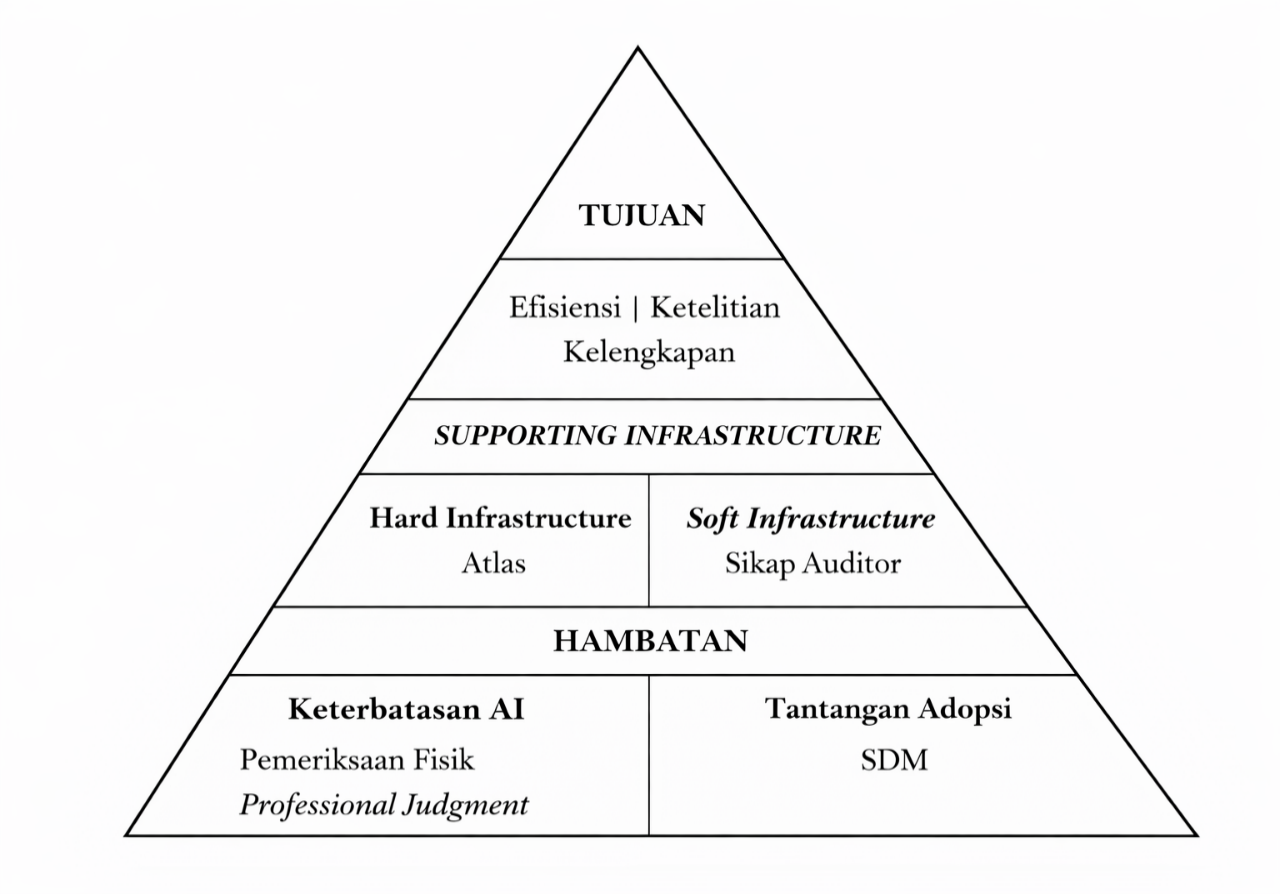 TUJUAN
Efisiensi | Ketelitian
Kelengkapan
SUPPORTING INFRASTRUCTURE
Hard Infrastructure
Atlas
Soft Infrastructure
Sikap Auditor
HAMBATAN
Keterbatasan AI
Pemeriksaan Fisik
Professional Judgment
Tantangan Adopsi
SDM